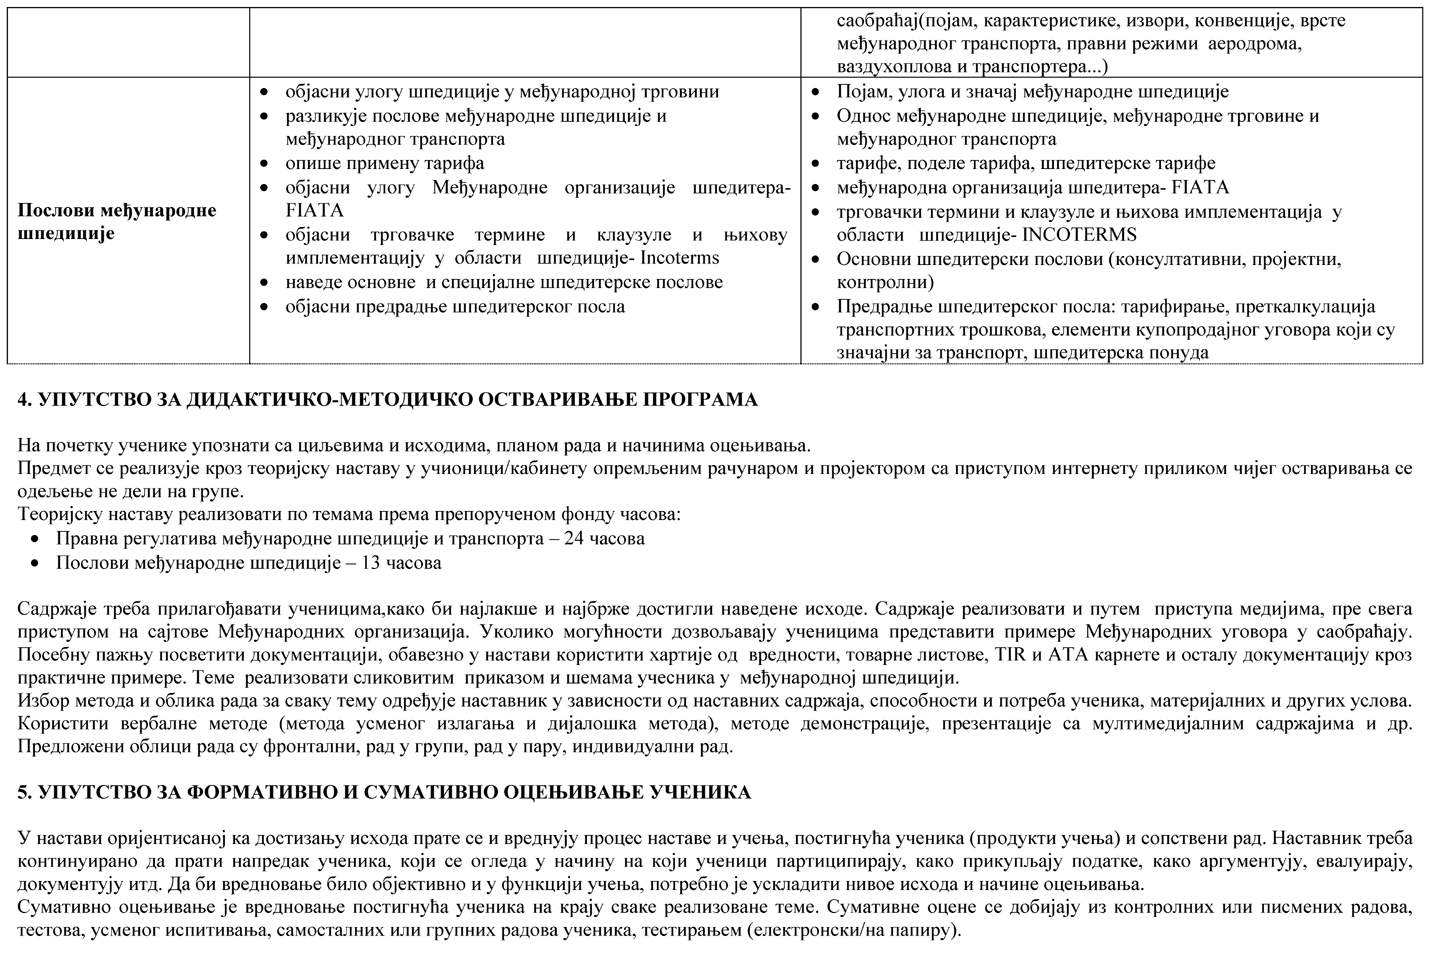 саобраћај(појам, карактеристике, извори, конвенције, врсте
међународног транспорта, правни режими аеродрома,
ваздухоплова и транспортера...)
Послови међународне
шпедиције
• објасни улогу шпедиције у међународној трговини
• разликује послове међународне шпедиције и
међународног транспорта
• опише примену тарифа
• објасни улогу Међународне организације шпедитера-
FIATA
• објасни трговачке термине и клаузуле и њихову
имплементацију у области шпедиције- Incoterms
• наведе основне и специјалне шпедитерске послове
• објасни предрадње шпедитерског посла
• Појам, улога и значај међународне шпедиције
• Однос међународне шпедиције, међународне трговине и
међународног транспорта
• тарифе, поделе тарифа, шпедитерске тарифе
• међународна организација шпедитера- FIATA
• трговачки термини и клаузуле и њихова имплементација у
области шпедиције- INCOTERMS
• Основни шпедитерски послови (консултативни, пројектни,
контролни)
• Предрадње шпедитерског посла: тарифирање, преткалкулација
транспортних трошкова, елементи купопродајног уговора који су
значајни за транспорт, шпедитерска понуда
4. УПУТСТВО ЗА ДИДАКТИЧКО-МЕТОДИЧКО ОСТВАРИВАЊЕ ПРОГРАМА
На почетку ученике упознати са циљевима и исходима, планом рада и начинима оцењивања.
Предмет се реализује кроз теоријску наставу у учионици/кабинету опремљеним рачунаром и пројектором са приступом интернету приликом чијег остваривања се
одељење не дели на групе.
Теоријску наставу реализовати по темама према препорученом фонду часова:
• Правна регулатива међународне шпедиције и транспорта – 24 часова
• Послови међународне шпедиције – 13 часова
Садржаје треба прилагођавати ученицима,како би најлакше и најбрже достигли наведене исходе. Садржаје реализовати и путем приступа медијима, пре свега
приступом на сајтове Међународних организација. Уколико могућности дозвољавају ученицима представити примере Међународних уговора у саобраћају.
Посебну пажњу посветити документацији, обавезно у настави користити хартије од вредности, товарне листове, TIR и АТА карнете и осталу документацију кроз
практичне примере. Теме реализовати сликовитим приказом и шемама учесника у међународној шпедицији.
Избор метода и облика рада за сваку тему одређује наставник у зависности од наставних садржаја, способности и потреба ученика, материјалних и других услова.
Користити вербалне методе (метода усменог излагања и дијалошка метода), методе демонстрације, презентације са мултимедијалним садржајима и др.
Предложени облици рада су фронтални, рад у групи, рад у пару, индивидуални рад.
5. УПУТСТВО ЗА ФОРМАТИВНО И СУМАТИВНО ОЦЕЊИВАЊЕ УЧЕНИКА
У настави оријентисаној ка достизању исхода прате се и вреднују процес наставе и учења, постигнућа ученика (продукти учења) и сопствени рад. Наставник треба
континуирано да прати напредак ученика, који се огледа у начину на који ученици партиципирају, како прикупљају податке, како аргументују, евалуирају,
документују итд. Да би вредновање било објективно и у функцији учења, потребно је ускладити нивое исхода и начине оцењивања.
Сумативно оцењивање је вредновање постигнућа ученика на крају сваке реализоване теме. Сумативне оцене се добијају из контролних или писмених радова,
тестова, усменог испитивања, самосталних или групних радова ученика, тестирањем (електронски/на папиру).